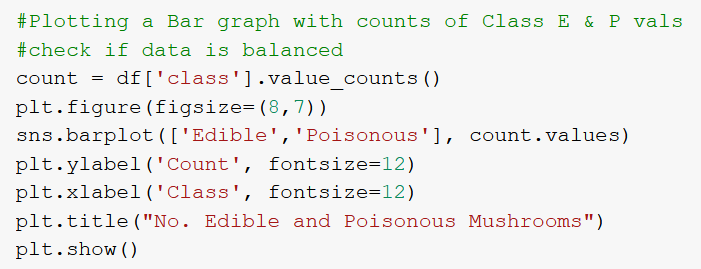 #Plotting a Bar graph with counts of Class E & P vals
#check if data is balanced
count = df['class'].value_counts()
plt.figure(figsize=(8,7))
sns.barplot(['Edible','Poisonous'], count.values)
plt.ylabel('Count', fontsize=12)
plt.xlabel('Class', fontsize=12)
plt.title("No. Edible and Poisonous Mushrooms")
plt.show()